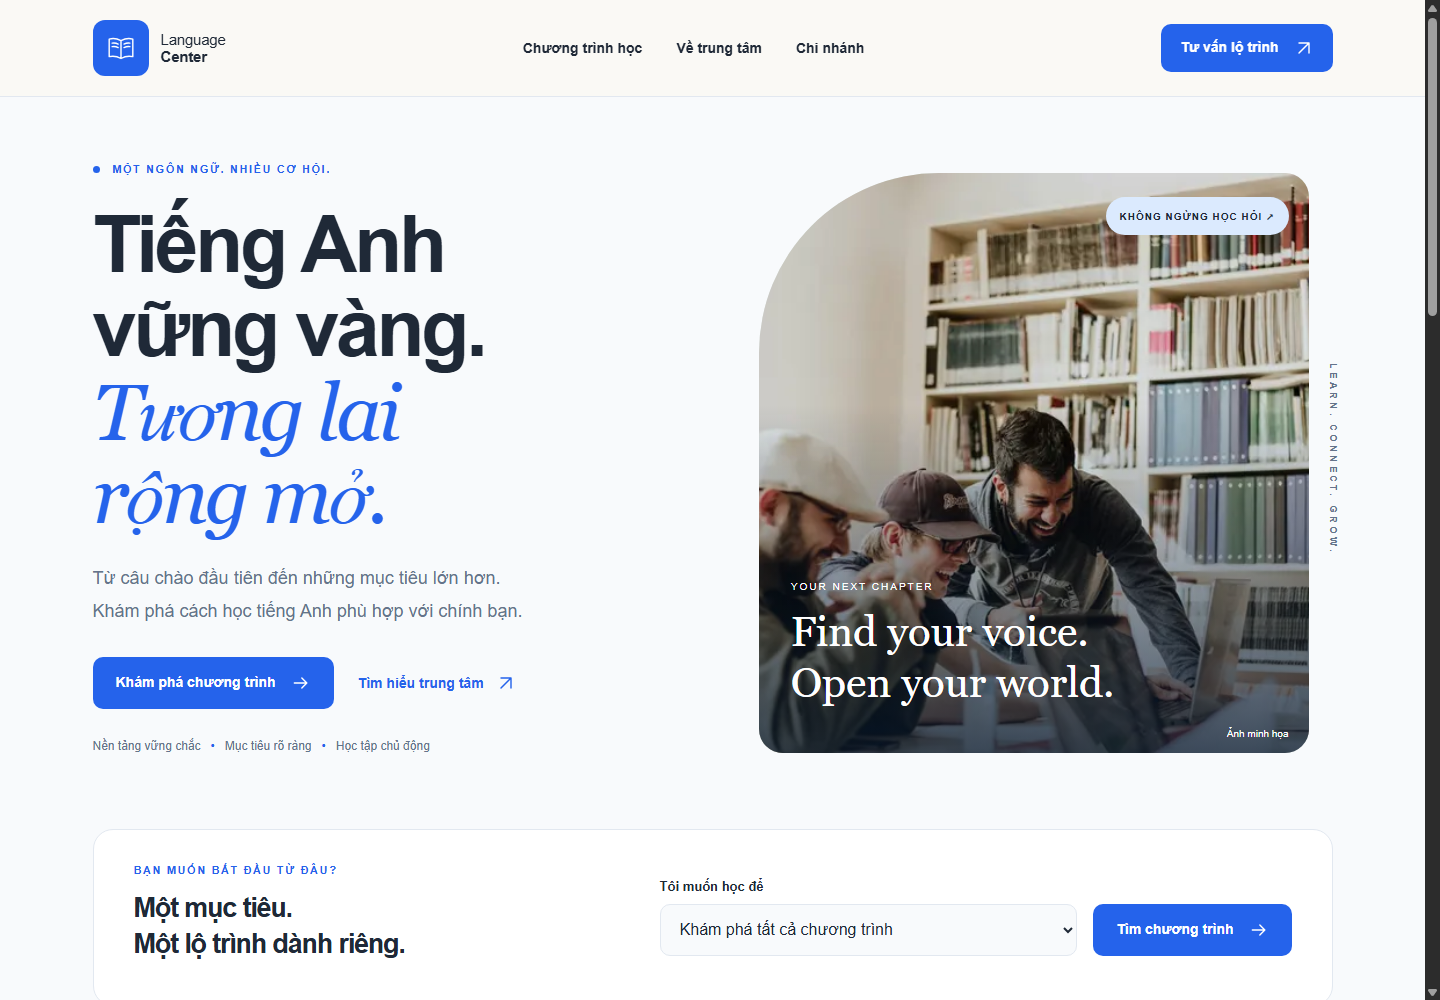 Language
Center
Chương trình học
Về trung tâm
Chi nhánh
Tư vấn lộ trình
MỘT NGÔN NGỮ. NHIỀU CƠ HỘI.
Tiếng Anh
vững vàng.
Tương lai
rộng mở.
Từ câu chào đầu tiên đến những mục tiêu lớn hơn.
Khám phá cách học tiếng Anh phù hợp với chính bạn.
Khám phá chương trình
Tìm hiểu trung tâm
Nền tảng vững chắc • Mục tiêu rõ ràng • Học tập chủ động
KHÔNG NGỪNG HỌC HỎI ↗
YOUR NEXT CHAPTER
Find your voice.
Open your world.
Ảnh minh họa
LEARN. CONNECT. GROW.
BẠN MUỐN BẮT ĐẦU TỪ ĐÂU?
Một mục tiêu.
Một lộ trình dành riêng.
Tôi muốn học để
Khám phá tất cả chương trình
Tìm chương trình